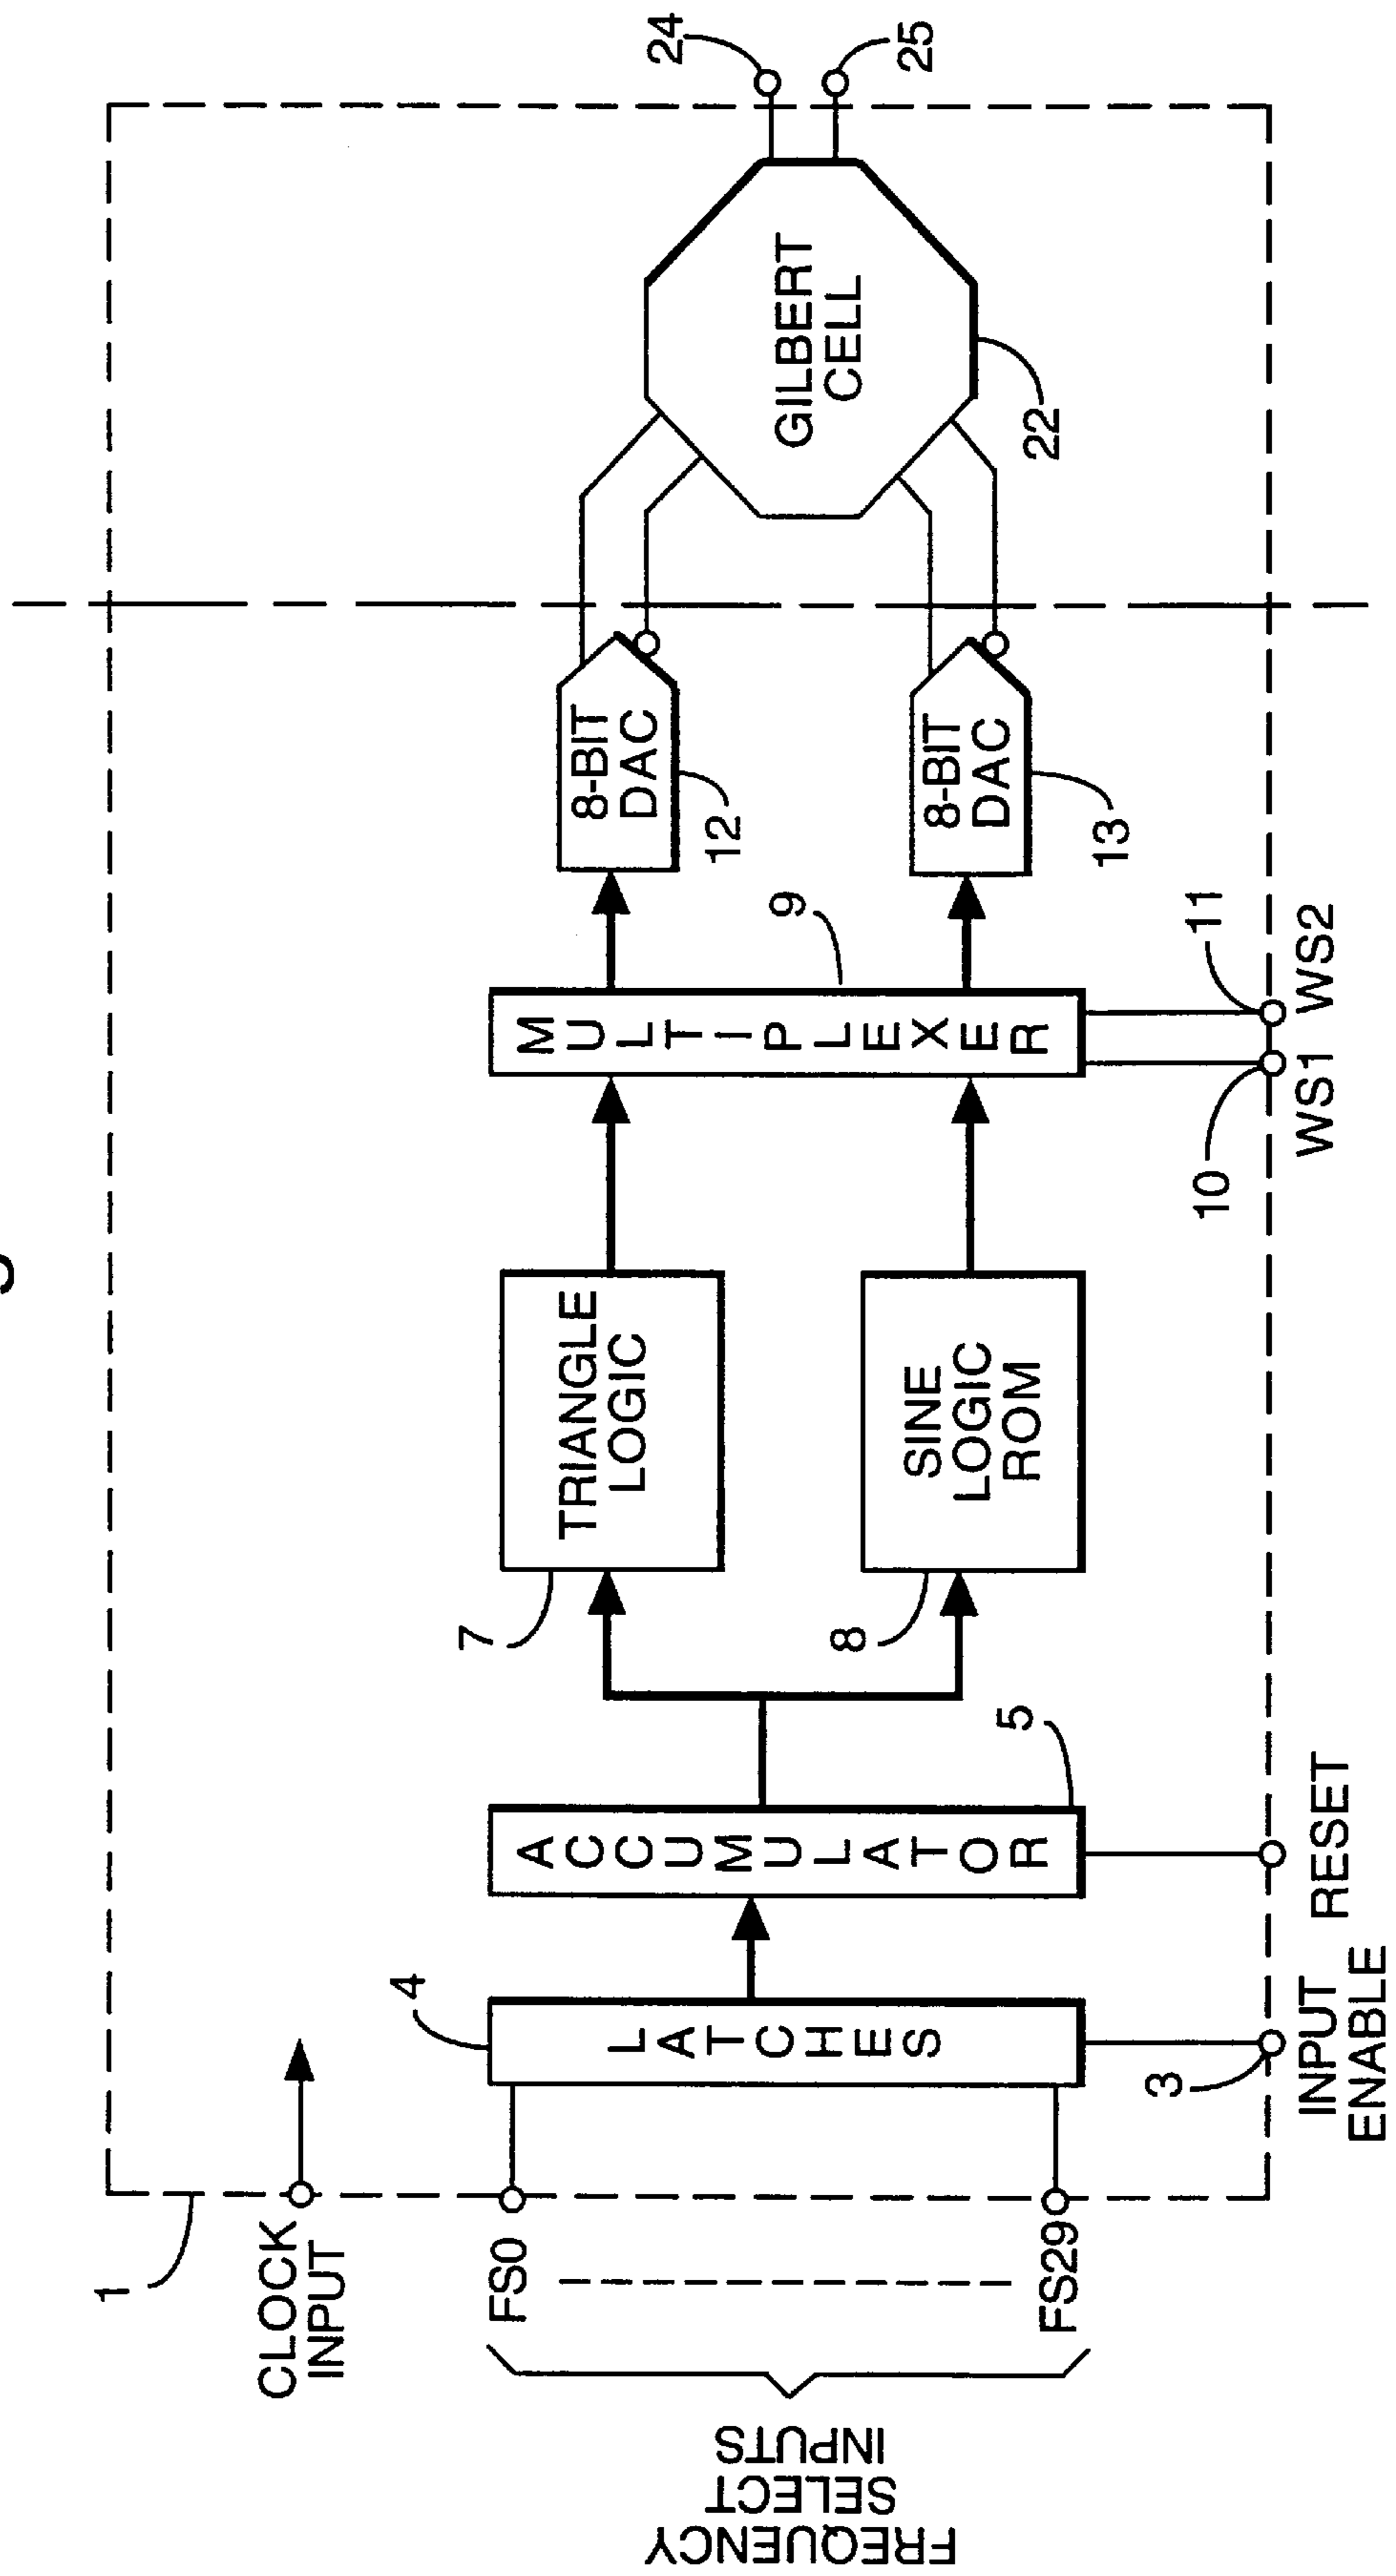 1
CLOCK
INPUT
FREQUENCY
SELECT
INPUTS
FS0
FS29
4
LATCHES
3
INPUT
ENABLE
ACCUMULATOR
5
RESET
7
TRIANGLE
LOGIC
8
SINE
LOGIC
ROM
MULTIPLEXER
9
10
WS1
11
WS2
8-BIT
DAC
12
8-BIT
DAC
13
GILBERT
CELL
22
24
25